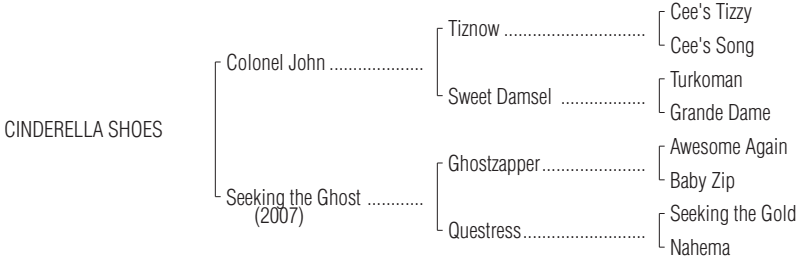 Cee's Tizzy
Tiznow ..............................
Cee's Song
Colonel John ....................
Turkoman
Sweet Damsel ..................
Grande Dame
CINDERELLA SHOES
Awesome Again
Ghostzapper......................
Baby Zip
Seeking the Ghost ............
(2007)
Seeking the Gold
Questress..........................
Nahema